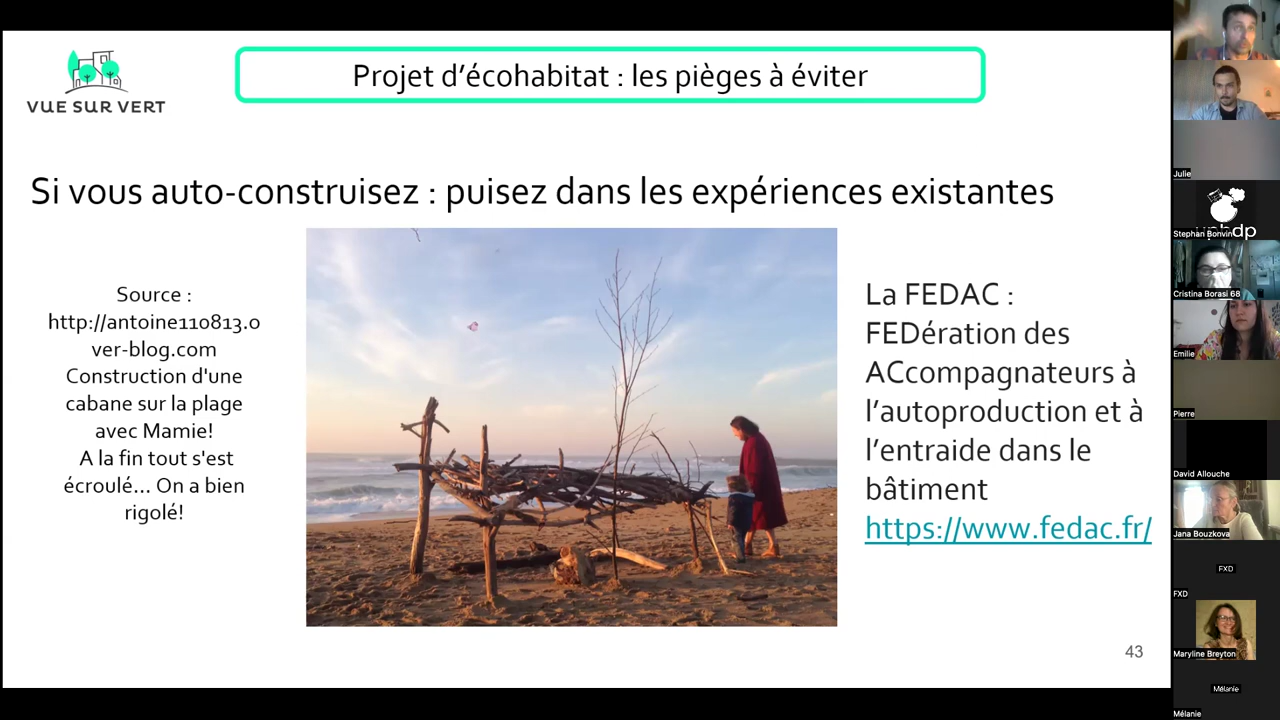 VUE SUR VERT
Projet d'écohabitat : les pièges à éviter
Si vous auto-construisez : puisez dans les expériences existantes
Source :
http://antoine110813.o
ver-blog.com
Construction d'une
cabane sur la plage
avec Mamie!
A la fin tout s'est
écroulé... On a bien
rigolé!
La FEDAC :
FEDération des
ACcompagnateurs à
l'autoproduction et à
l'entraide dans le
bâtiment
https://www.fedac.fr/
43
Julie
Stephan Bonvin
Cristina Borasi 68
Emilie
Pierre
David Allouche
Jana Bouzkova
FXD
FXD
Maryline Breyton
Mélanie
Mélanie